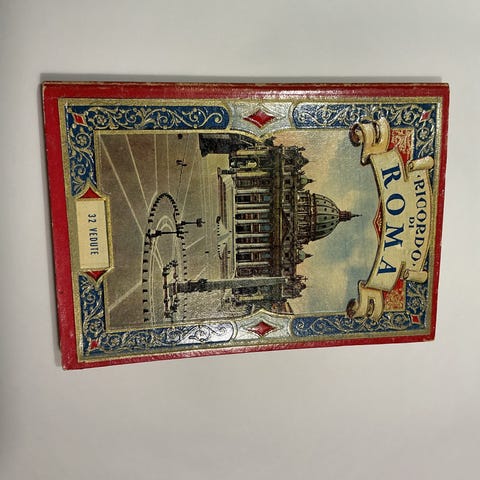 RICORDO
DI
ROMA
32 VEDUTE